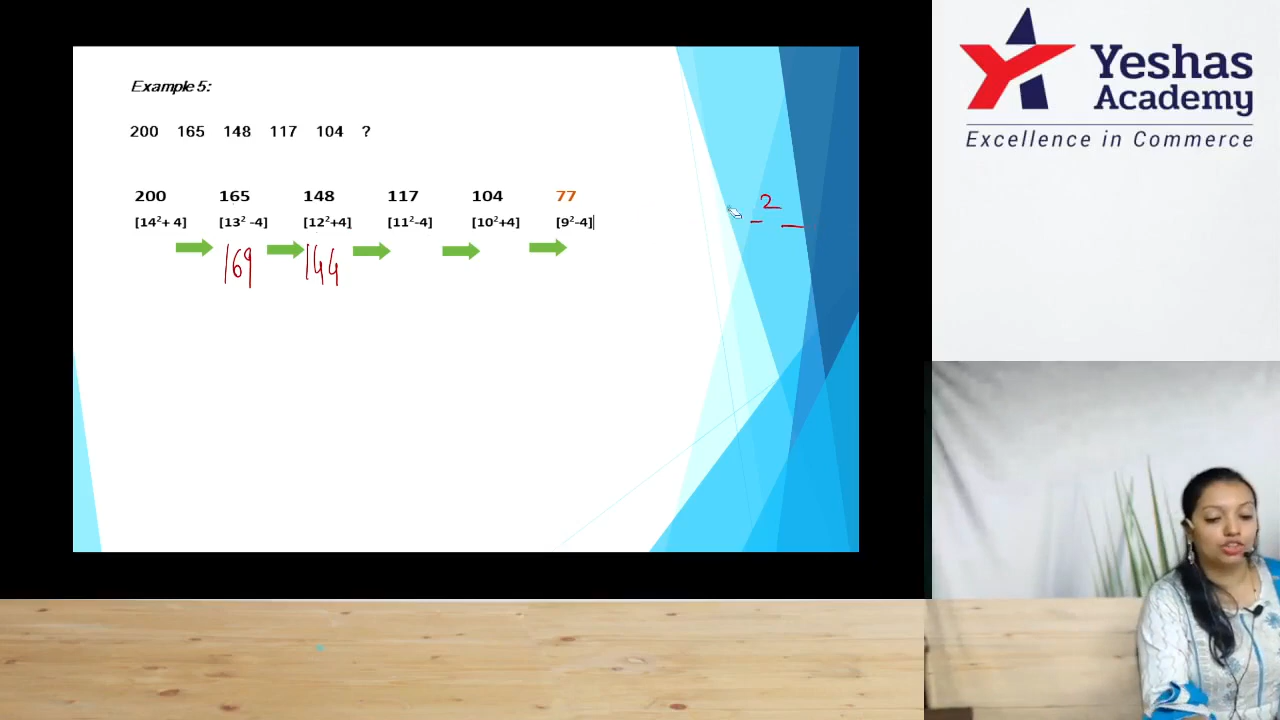 Example 5:
200 165 148 117 104 ?
200 165 148 117 104 77
[14²+ 4] [13² -4] [12²+4] [11²-4] [10²+4] [9²-4]
169 144
2
Yeshas
Academy
Excellence in Commerce